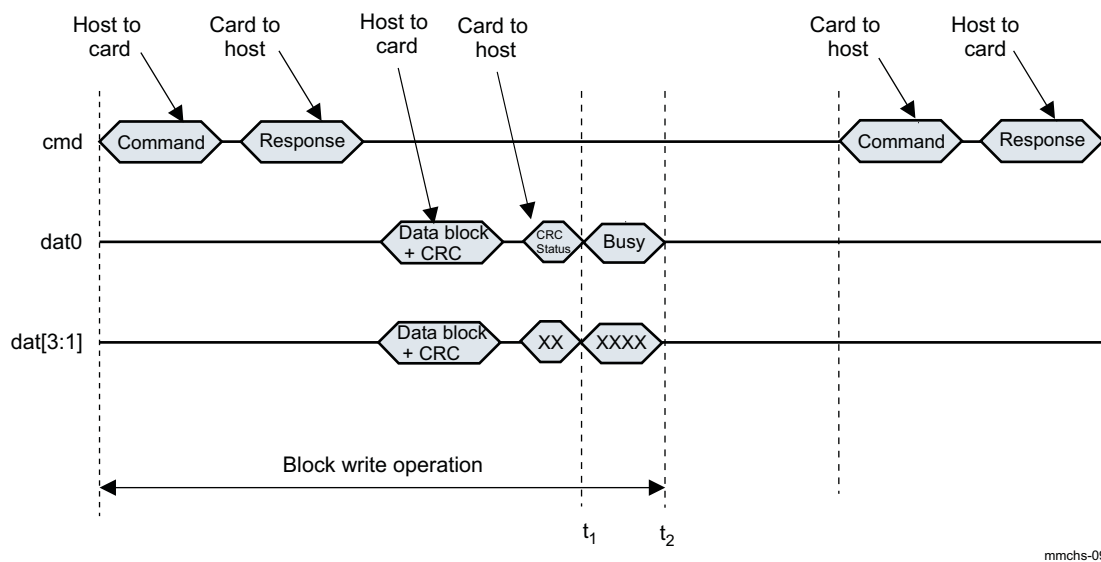 Host to
card
Card to
host
Host to
card
Card to
host
Card to
host
Host to
card
cmd
Command
Response
Command
Response
dat0
Data block
+ CRC
CRC
Status
Busy
dat[3:1]
Data block
+ CRC
XX
XXXX
Block write operation
t1
t2
mmchs-09